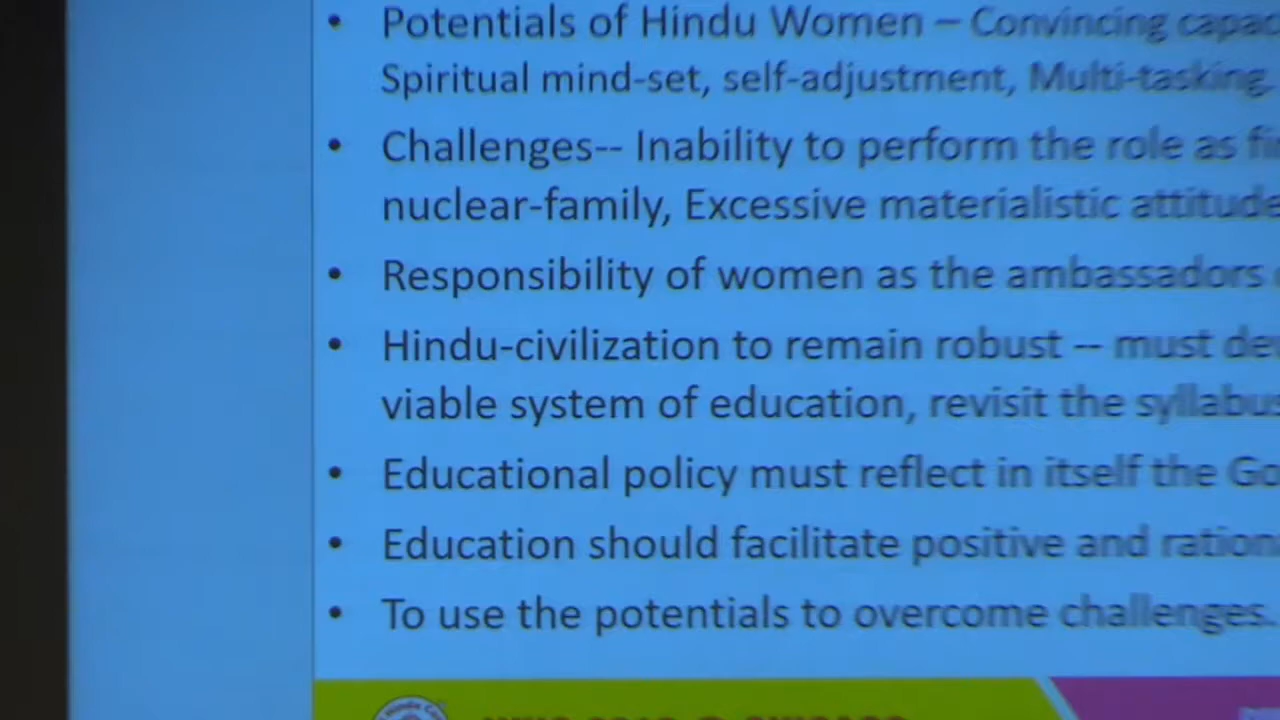 • Potentials of Hindu Women – Convincing
Spiritual mind-set, self-adjustment, Multi-tasking,
• Challenges-- Inability to perform the role as
nuclear-family, Excessive materialistic
• Responsibility of women as the ambassadors
• Hindu-civilization to remain robust -- must
viable system of education, revisit the
• Educational policy must reflect in itself the
• Education should facilitate positive and
• To use the potentials to overcome challenges.
Hindu